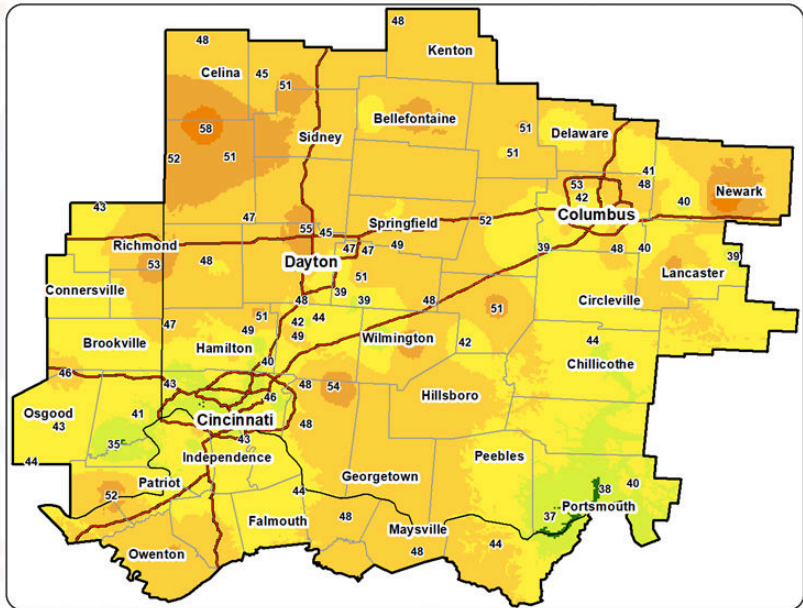 48
Kenton
48
Celina
45
51
58
Bellefontaine
51
Delaware
Sidney
52
51
51
41
53
48
42
40
Newark
43
47
Columbus
Springfield
52
55
45
Richmond
47
47
49
39
48
40
39
53
48
Dayton
51
Lancaster
Connersville
39
39
48
48
Circleville
51
51
42
44
47
49
49
Brookville
Hamilton
Wilmington
42
44
40
Chillicothe
46
43
46
48
54
Hillsboro
Osgood
41
43
Cincinnati
48
35
43
Independence
Peebles
44
Patriot
Georgetown
52
44
38
40
Falmouth
48
Maysville
37
Portsmouth
Owenton
48
44